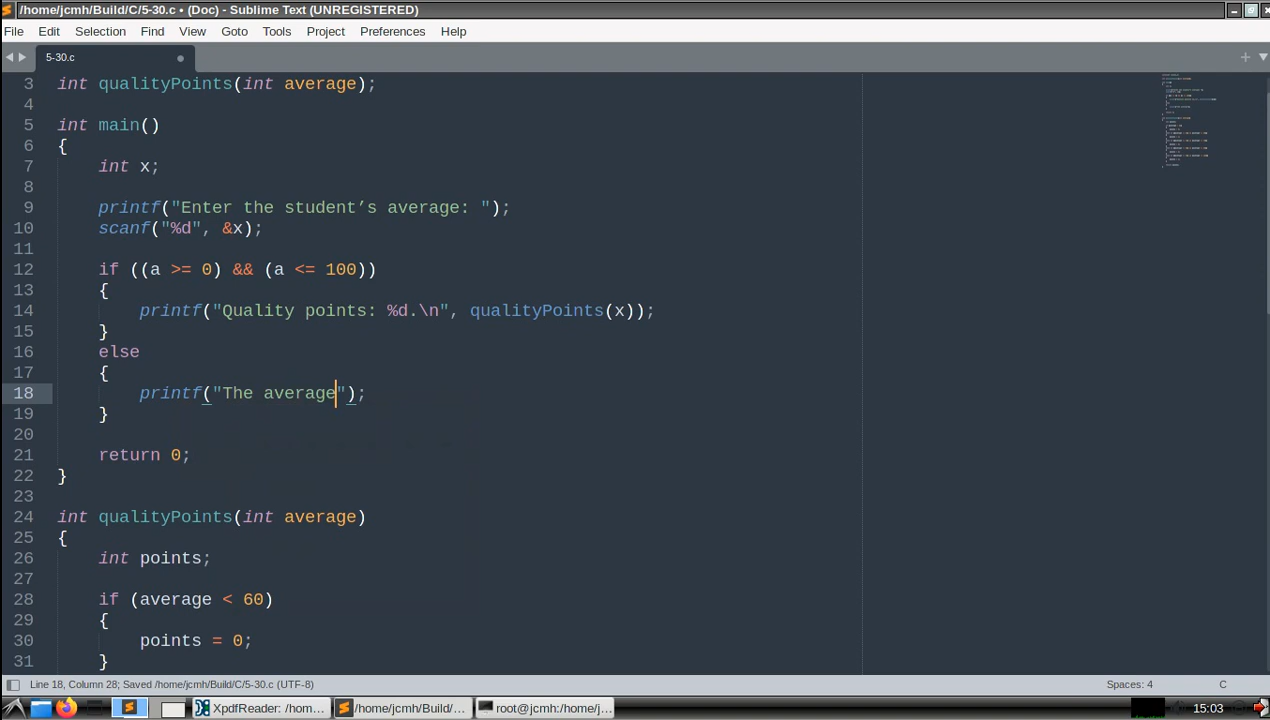 /home/jcmh/Build/C/5-30.c • (Doc) - Sublime Text (UNREGISTERED)
File Edit Selection Find View Goto Tools Project Preferences Help
5-30.c
3 int qualityPoints(int average);
4
5 int main()
6 {
7     int x;
8
9     printf("Enter the student’s average: ");
10     scanf("%d", &x);
11
12     if ((a >= 0) && (a <= 100))
13     {
14         printf("Quality points: %d.\n", qualityPoints(x));
15     }
16     else
17     {
18         printf("The average");
19     }
20
21     return 0;
22 }
23
24 int qualityPoints(int average)
25 {
26     int points;
27
28     if (average < 60)
29     {
30         points = 0;
31     }
Line 18, Column 28; Saved /home/jcmh/Build/C/5-30.c (UTF-8) Spaces: 4 C
XpdfReader: /hom... /home/jcmh/Build/... root@jcmh:/home/j... 15:03